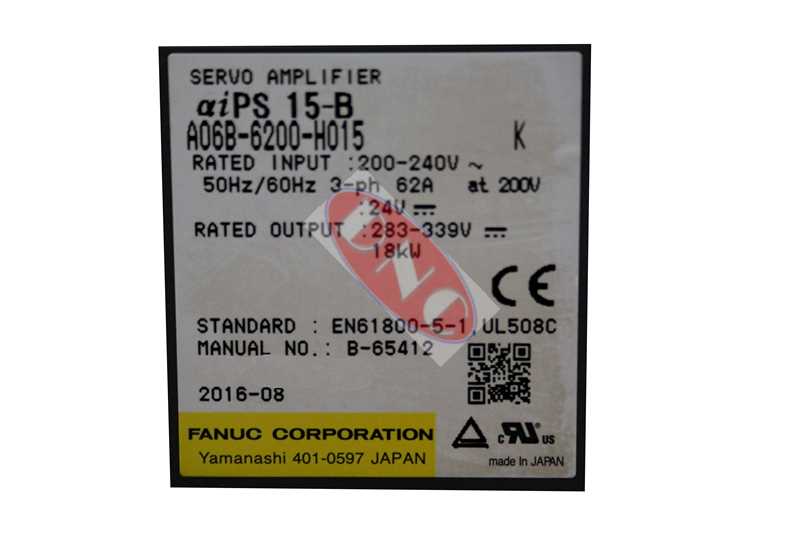 SERVO AMPLIFIER
αiPS 15-B
A06B-6200-H015 K
RATED INPUT : 200-240V ~
50Hz/60Hz 3-ph 62A at 200V
: 24V ⎓
RATED OUTPUT : 283-339V ⎓
18kW
UNC
CE
STANDARD : EN61800-5-1, UL508C
MANUAL NO. : B-65412
2016-08
FANUC CORPORATION
Yamanashi 401-0597 JAPAN
c UR us
made In JAPAN